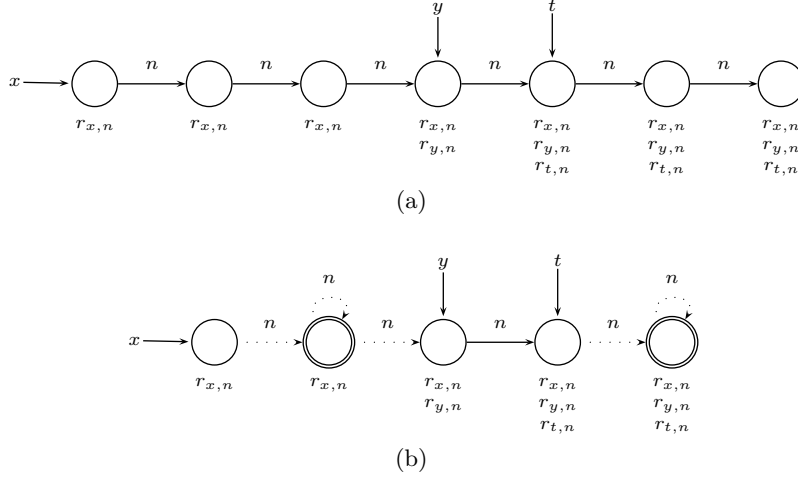 y t
x n n n n n n
r_{x,n} r_{x,n} r_{x,n} r_{x,n} r_{x,n} r_{x,n} r_{x,n}
r_{y,n} r_{y,n} r_{y,n} r_{y,n}
r_{t,n} r_{t,n} r_{t,n}
(a)
y t
n n
x n n n n
r_{x,n} r_{x,n} r_{x,n} r_{x,n} r_{x,n}
r_{y,n} r_{y,n} r_{y,n}
r_{t,n} r_{t,n}
(b)